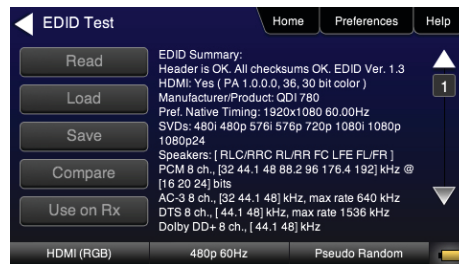 EDID Test
Home
Preferences
Help
Read
Load
Save
Compare
Use on Rx
EDID Summary:
Header is OK. All checksums OK. EDID Ver. 1.3
HDMI: Yes ( PA 1.0.0.0, 36, 30 bit color )
Manufacturer/Product: QDI 780
Pref. Native Timing: 1920x1080 60.00Hz
SVDs: 480i 480p 576i 576p 720p 1080i 1080p
1080p24
Speakers: [ RLC/RRC RL/RR FC LFE FL/FR ]
PCM 8 ch., [32 44.1 48 88.2 96 176.4 192] kHz @
[16 20 24] bits
AC-3 8 ch., [32 44.1 48] kHz, max rate 640 kHz
DTS 8 ch., [ 44.1 48] kHz, max rate 1536 kHz
Dolby DD+ 8 ch., [ 44.1 48] kHz
1
HDMI (RGB)
480p 60Hz
Pseudo Random